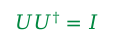 UU† = I